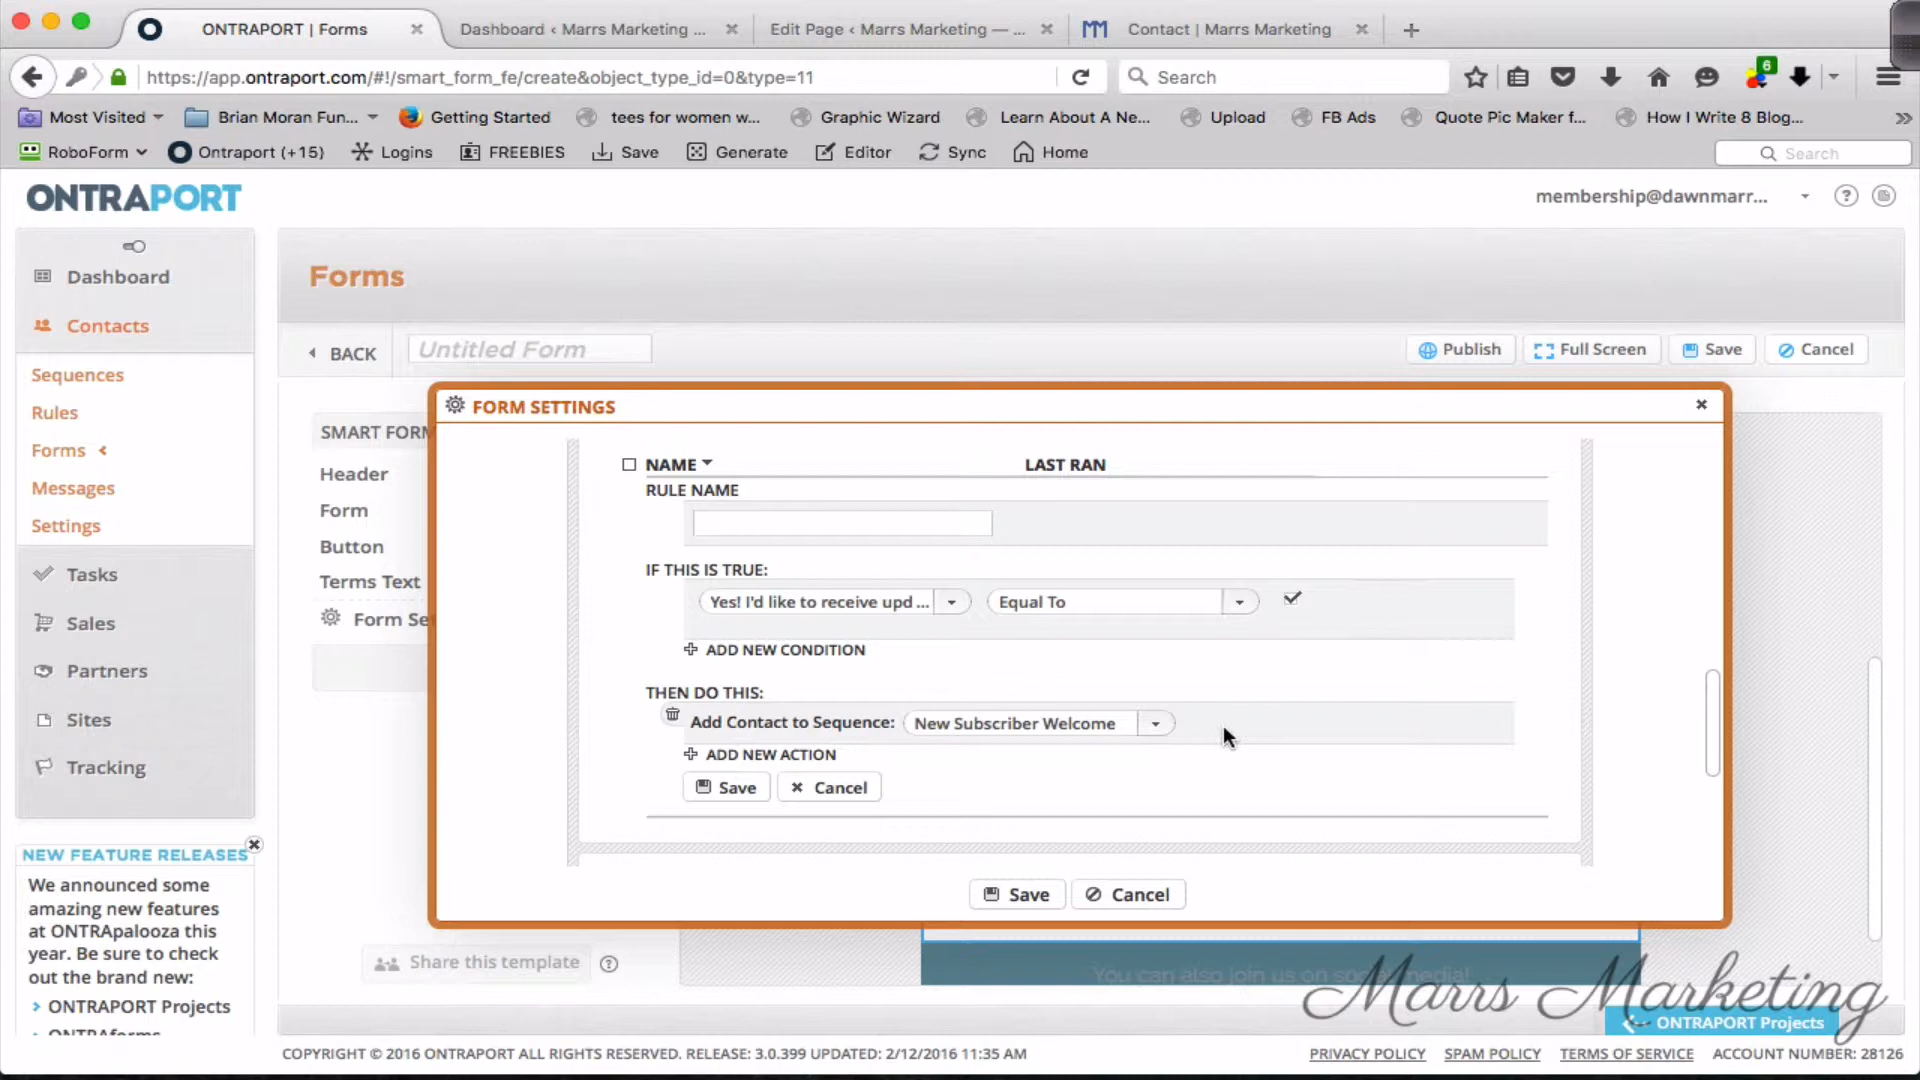 ONTRAPORT | Forms
Dashboard ‹ Marrs Marketing ...
Edit Page ‹ Marrs Marketing — ...
Contact | Marrs Marketing
https://app.ontraport.com/#!/smart_form_fe/create&object_type_id=0&type=11
Search
6
Most Visited
Brian Moran Fun...
Getting Started
tees for women w...
Graphic Wizard
Learn About A Ne...
Upload
FB Ads
Quote Pic Maker f...
How I Write 8 Blog...
RoboForm
Ontraport (+15)
Logins
FREEBIES
Save
Generate
Editor
Sync
Home
Search
ONTRAPORT
membership@dawnmarr...
Dashboard
Contacts
Sequences
Rules
Forms
Messages
Settings
Tasks
Sales
Partners
Sites
Tracking
NEW FEATURE RELEASES
We announced some
amazing new features
at ONTRApalooza this
year. Be sure to check
out the brand new:
ONTRAPORT Projects
ONTRAforms
Forms
BACK
Untitled Form
Publish
Full Screen
Save
Cancel
SMART FORM
Header
Form
Button
Terms Text
Form Se
FORM SETTINGS
NAME
LAST RAN
RULE NAME
IF THIS IS TRUE:
Yes! I'd like to receive upd ...
Equal To
ADD NEW CONDITION
THEN DO THIS:
Add Contact to Sequence:
New Subscriber Welcome
ADD NEW ACTION
Save
Cancel
Save
Cancel
Share this template
You can also join us on social media!
Marrs Marketing
ONTRAPORT Projects
COPYRIGHT © 2016 ONTRAPORT ALL RIGHTS RESERVED. RELEASE: 3.0.399 UPDATED: 2/12/2016 11:35 AM
PRIVACY POLICY
SPAM POLICY
TERMS OF SERVICE
ACCOUNT NUMBER: 28126